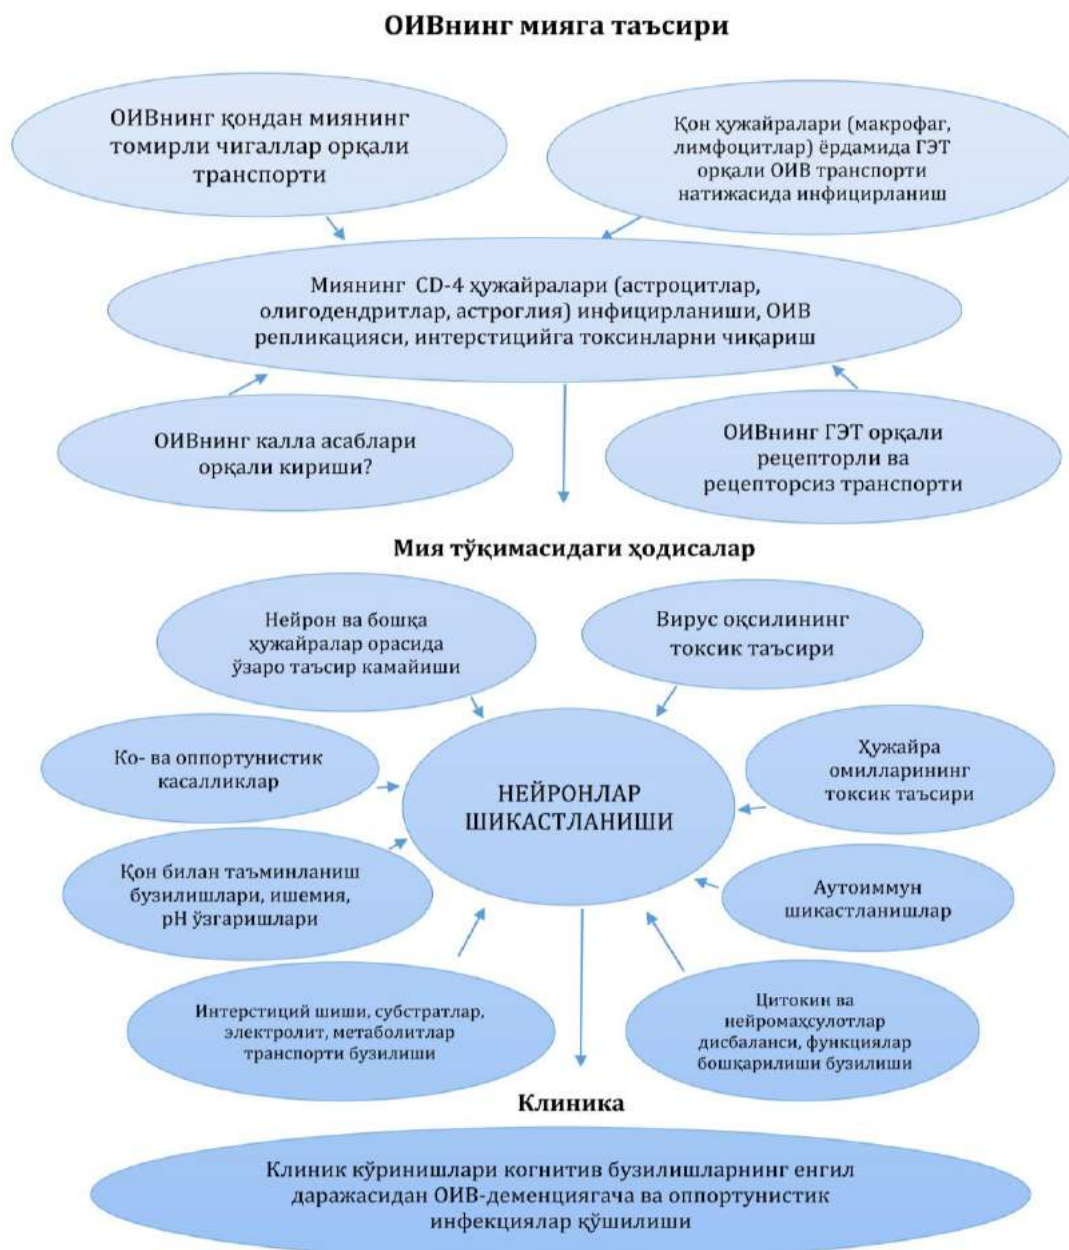 ОИВнинг мияга таъсири
ОИВнинг қондан миянинг
томирли чигаллар орқали
транспорти
Қон ҳужайралари (макрофаг,
лимфоцитлар) ёрдамида ГЭТ
орқали ОИВ транспорти
натижасида инфицирланиш
Миянинг CD-4 ҳужайралари (астроцитлар,
олигодендритлар, астроглия) инфицирланиши, ОИВ
репликацияси, интерстицийга токсинларни чиқариш
ОИВнинг калла асаблари
орқали кириши?
ОИВнинг ГЭТ орқали
рецепторли ва
рецепторсиз транспорти
Мия тўқимасидаги ҳодисалар
Нейрон ва бошқа
ҳужайралар орасида
ўзаро таъсир камайиши
Вирус оқсилининг
токсик таъсири
Ко- ва оппортунистик
касалликлар
НЕЙРОНЛАР
ШИКАСТЛАНИШИ
Ҳужайра
омилларининг
токсик таъсири
Қон билан таъминланиш
бузилишлари, ишемия,
рН ўзгаришлари
Аутоиммун
шикастланишлар
Интерстиций шиши, субстратлар,
электролит, метаболитлар
транспорти бузилиши
Цитокин ва
нейромаҳсулотлар
дисбаланси, функциялар
бошқарилиши бузилиши
Клиника
Клиник кўринишлари когнитив бузилишларнинг енгил
даражасидан ОИВ-деменциягача ва оппортунистик
инфекциялар қўшилиши